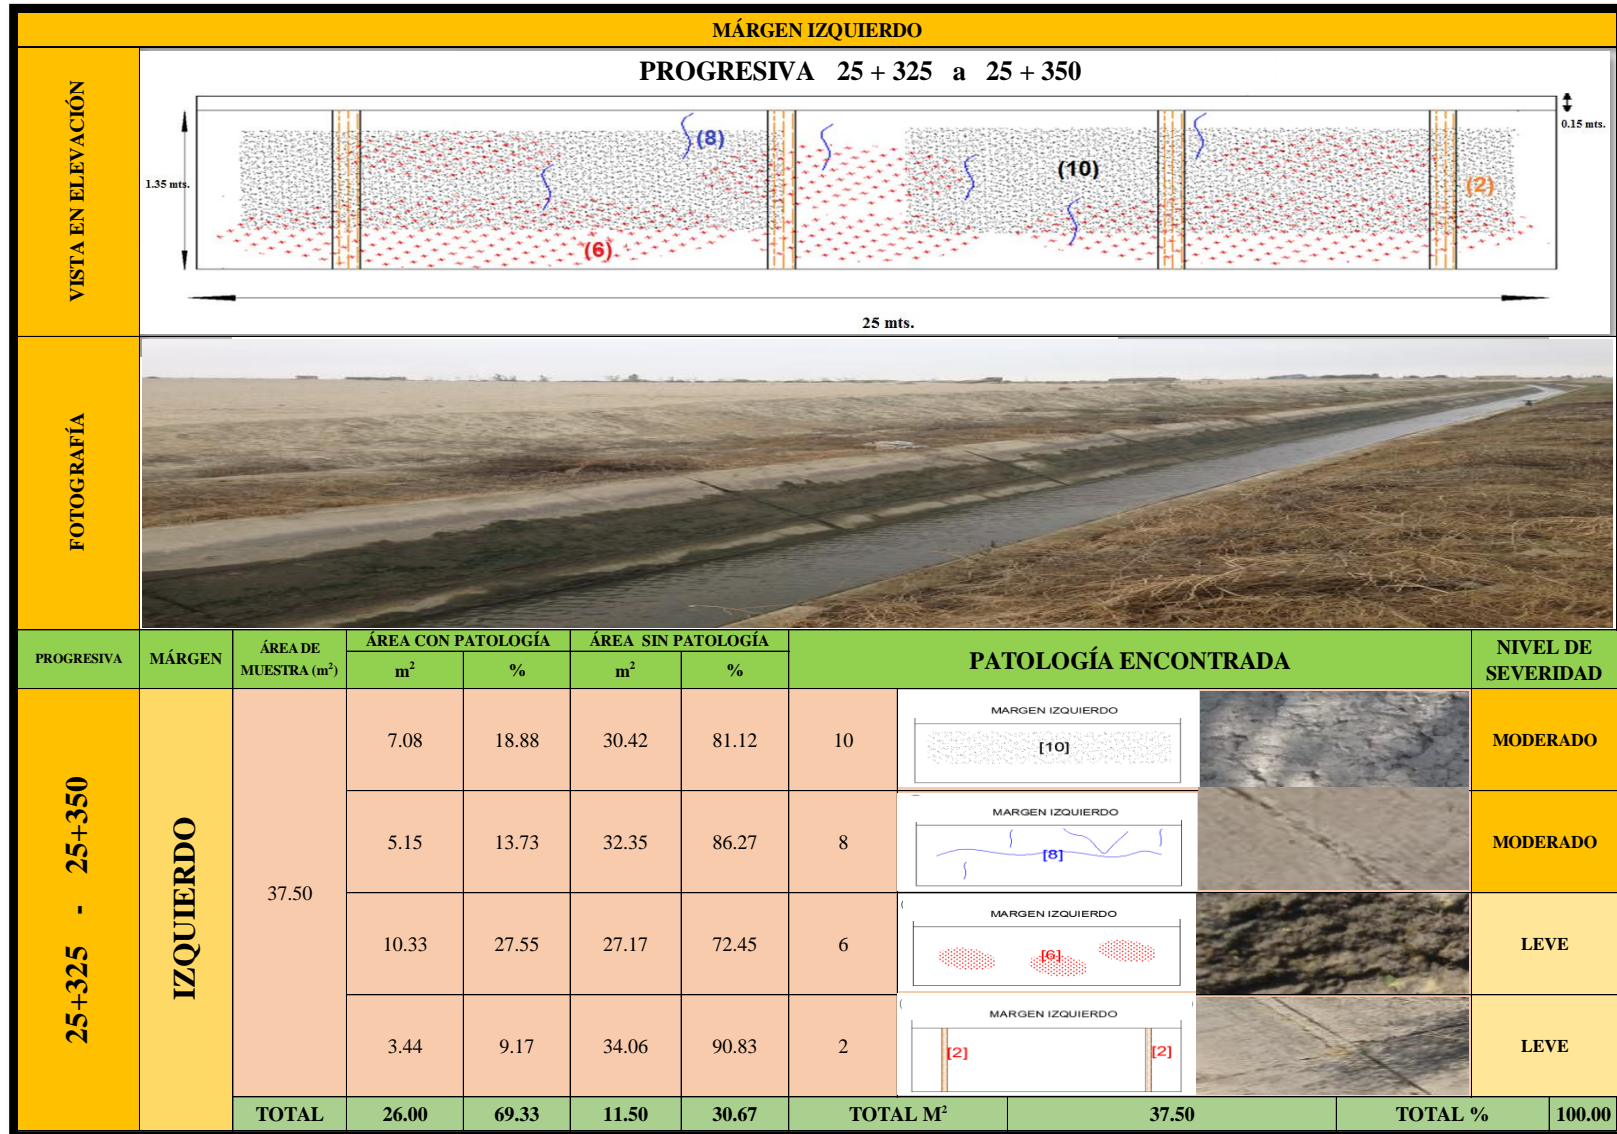 MÁRGEN IZQUIERDO
VISTA EN ELEVACIÓN
PROGRESIVA 25 + 325 a 25 + 350
0.15 mts.
1.35 mts.
(8)
(10)
(2)
(6)
25 mts.
FOTOGRAFÍA
PROGRESIVA
MÁRGEN
ÁREA DE MUESTRA (m²)
ÁREA CON PATOLOGÍA
m² %
ÁREA SIN PATOLOGÍA
m² %
PATOLOGÍA ENCONTRADA
NIVEL DE SEVERIDAD
25+325 - 25+350
IZQUIERDO
37.50
7.08 18.88 30.42 81.12 10
MARGEN IZQUIERDO
[10]
MODERADO
5.15 13.73 32.35 86.27 8
MARGEN IZQUIERDO
[8]
MODERADO
10.33 27.55 27.17 72.45 6
MARGEN IZQUIERDO
[6]
LEVE
3.44 9.17 34.06 90.83 2
MARGEN IZQUIERDO
[2] [2]
LEVE
TOTAL 26.00 69.33 11.50 30.67 TOTAL M² 37.50 TOTAL % 100.00